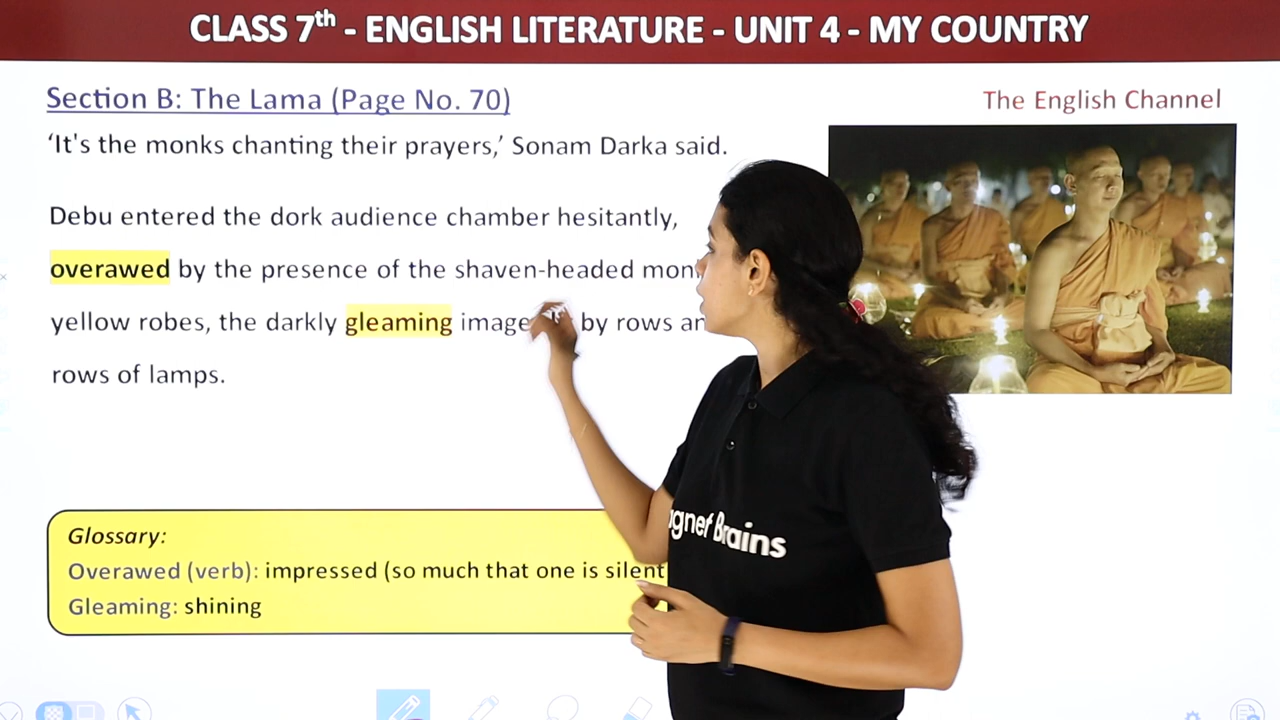 CLASS 7th - ENGLISH LITERATURE - UNIT 4 - MY COUNTRY
Section B: The Lama (Page No. 70)
The English Channel
‘It's the monks chanting their prayers,’ Sonam Darka said.
Debu entered the dork audience chamber hesitantly,
overawed by the presence of the shaven-headed
yellow robes, the darkly gleaming by rows
rows of lamps.
Glossary:
Overawed (verb): impressed (so much that one is silent
Gleaming: shining
Brains